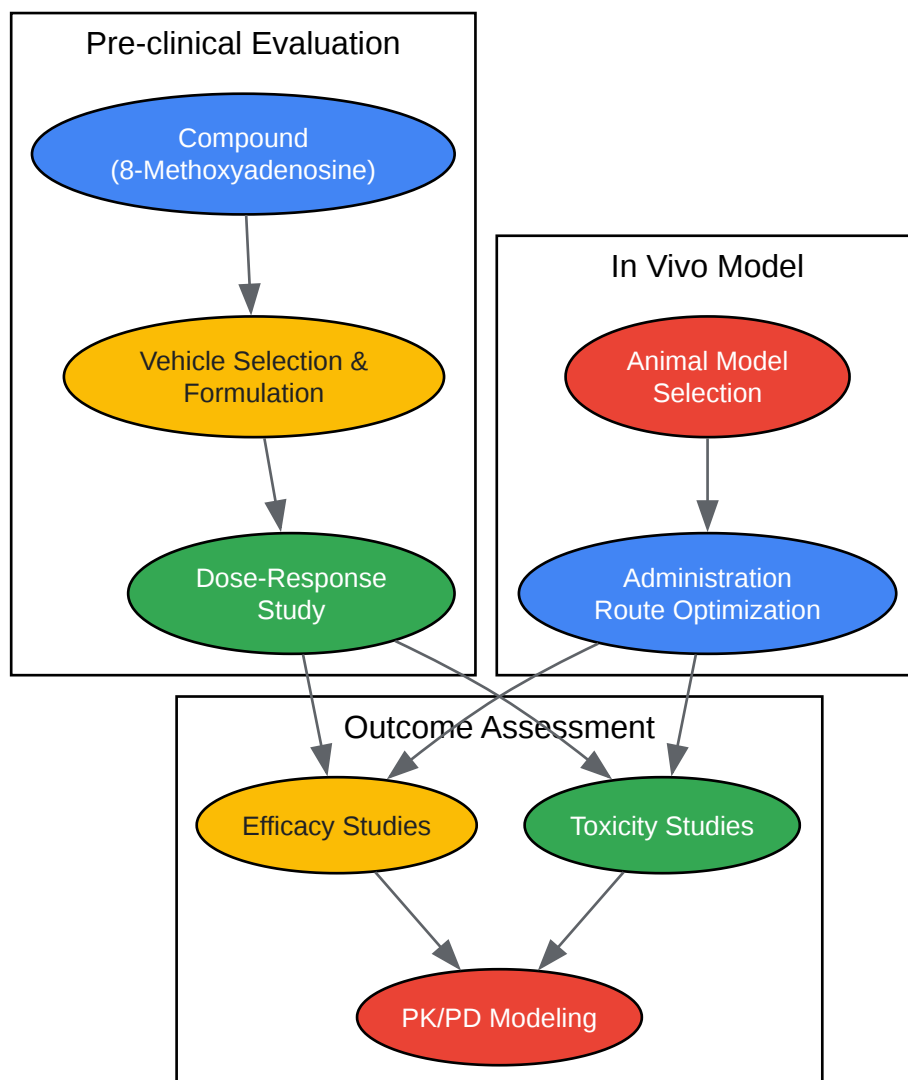 Pre-clinical Evaluation
Compound
(8-Methoxyadenosine)
Vehicle Selection &
Formulation
Dose-Response
Study
In Vivo Model
Animal Model
Selection
Administration
Route Optimization
Outcome Assessment
Efficacy Studies
Toxicity Studies
PK/PD Modeling